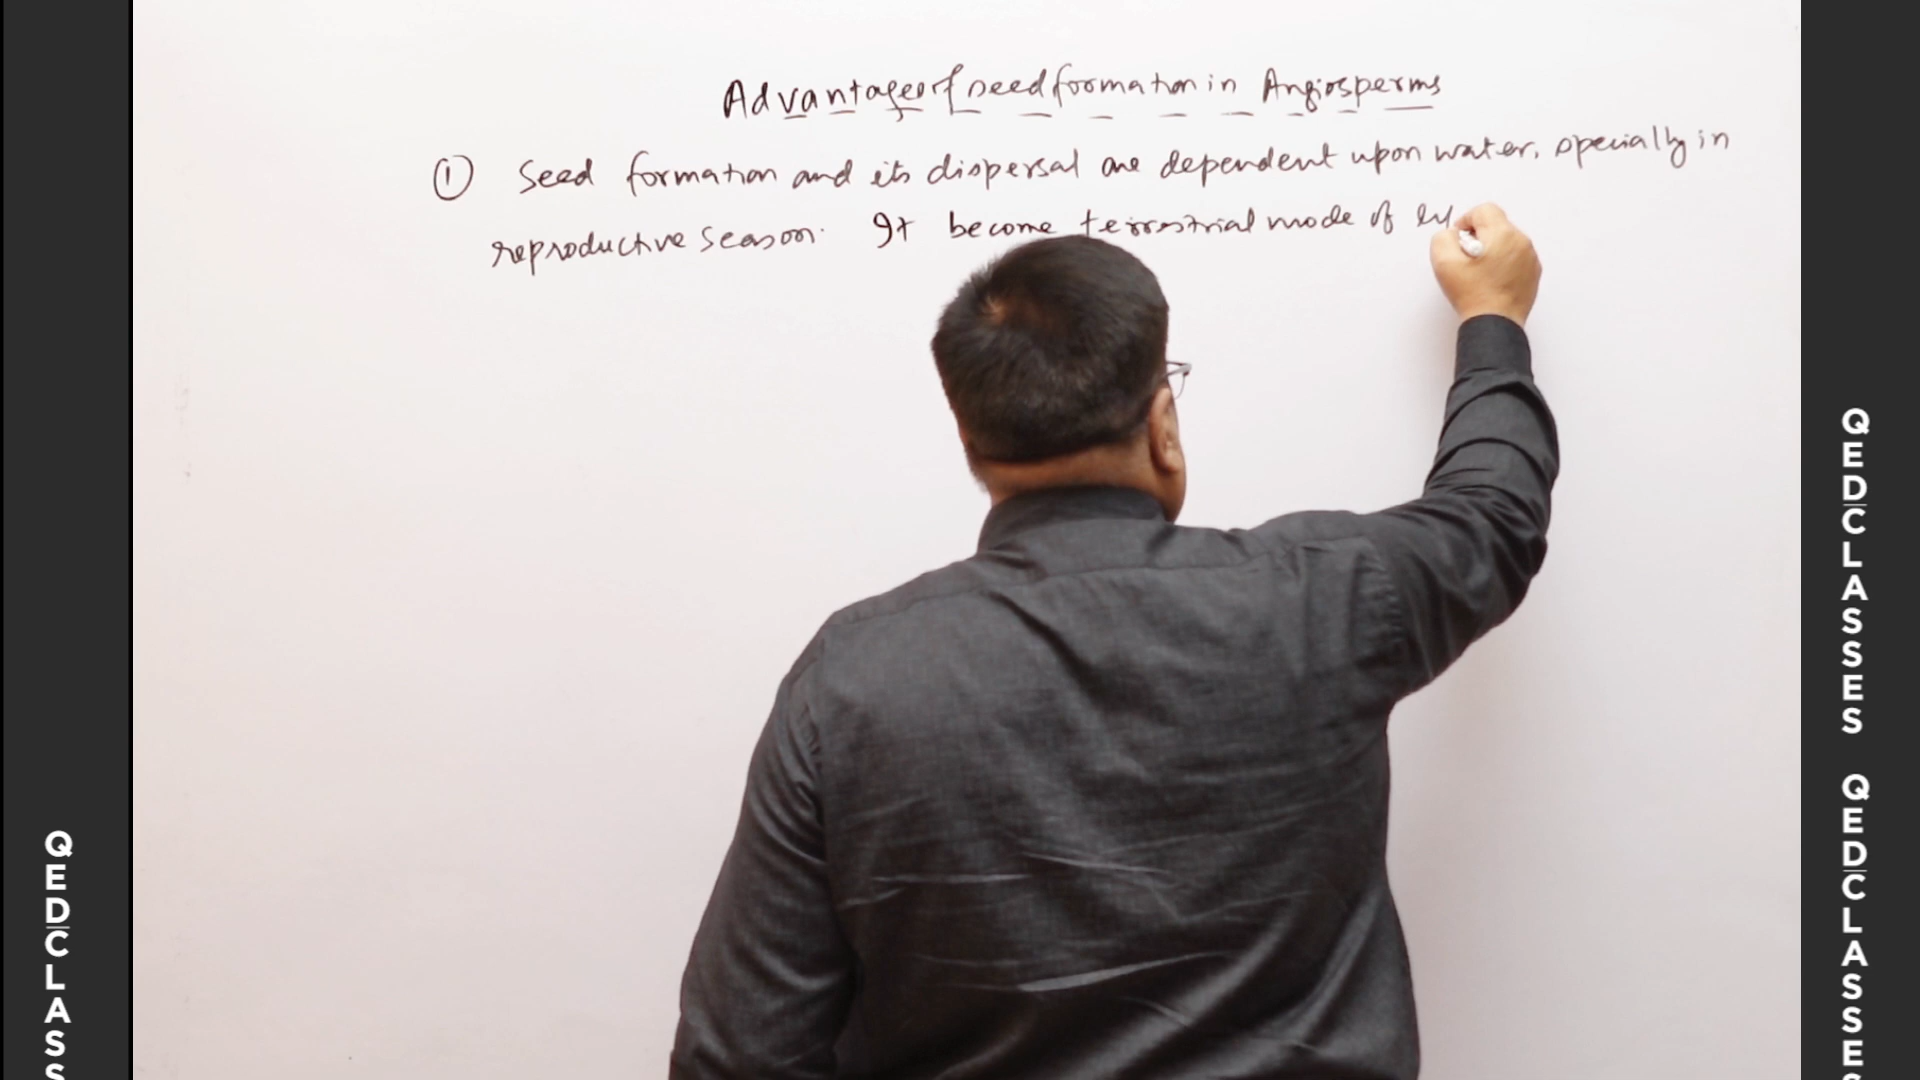 Advantage of seed formation in Angiosperms
① Seed formation and its dispersal are dependent upon water, specially in
reproductive season. It become terrestrial mode of
QEDCLASS
QEDCLASSES
QEDCLASSE